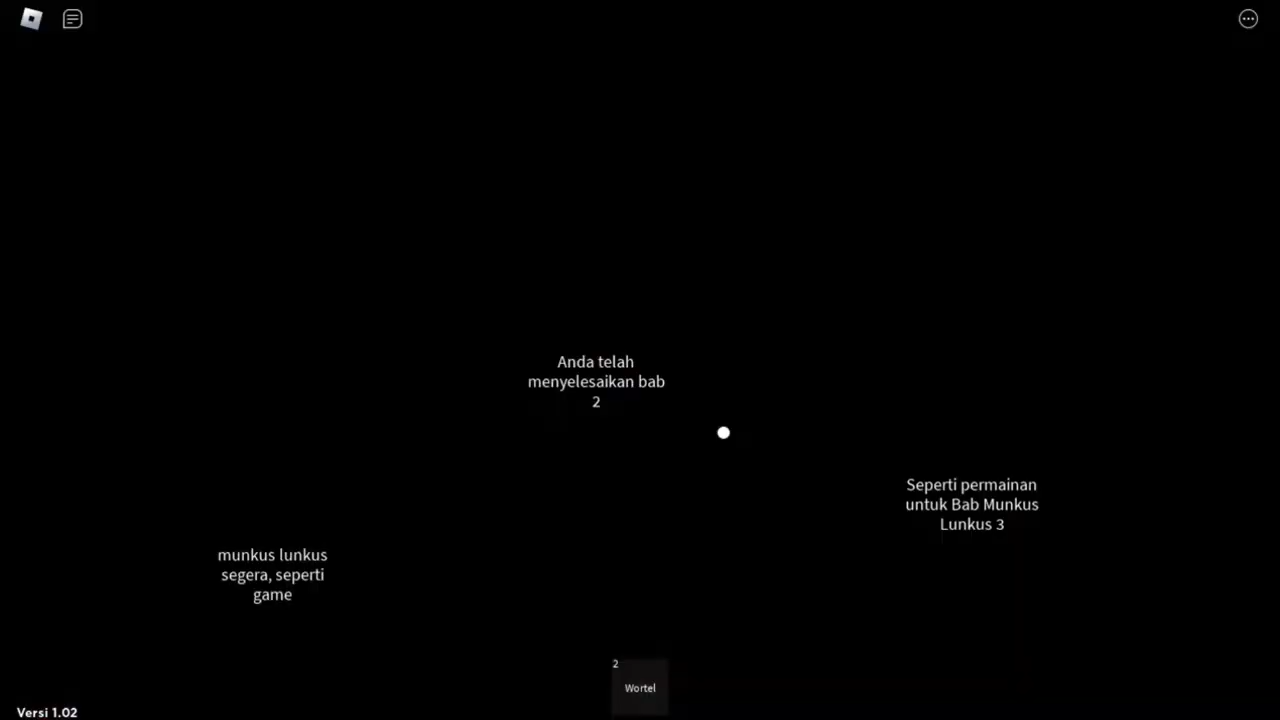 Anda telah
menyelesaikan bab
2
Seperti permainan
untuk Bab Munkus
Lunkus 3
munkus lunkus
segera, seperti
game
2
Wortel
Versi 1.02